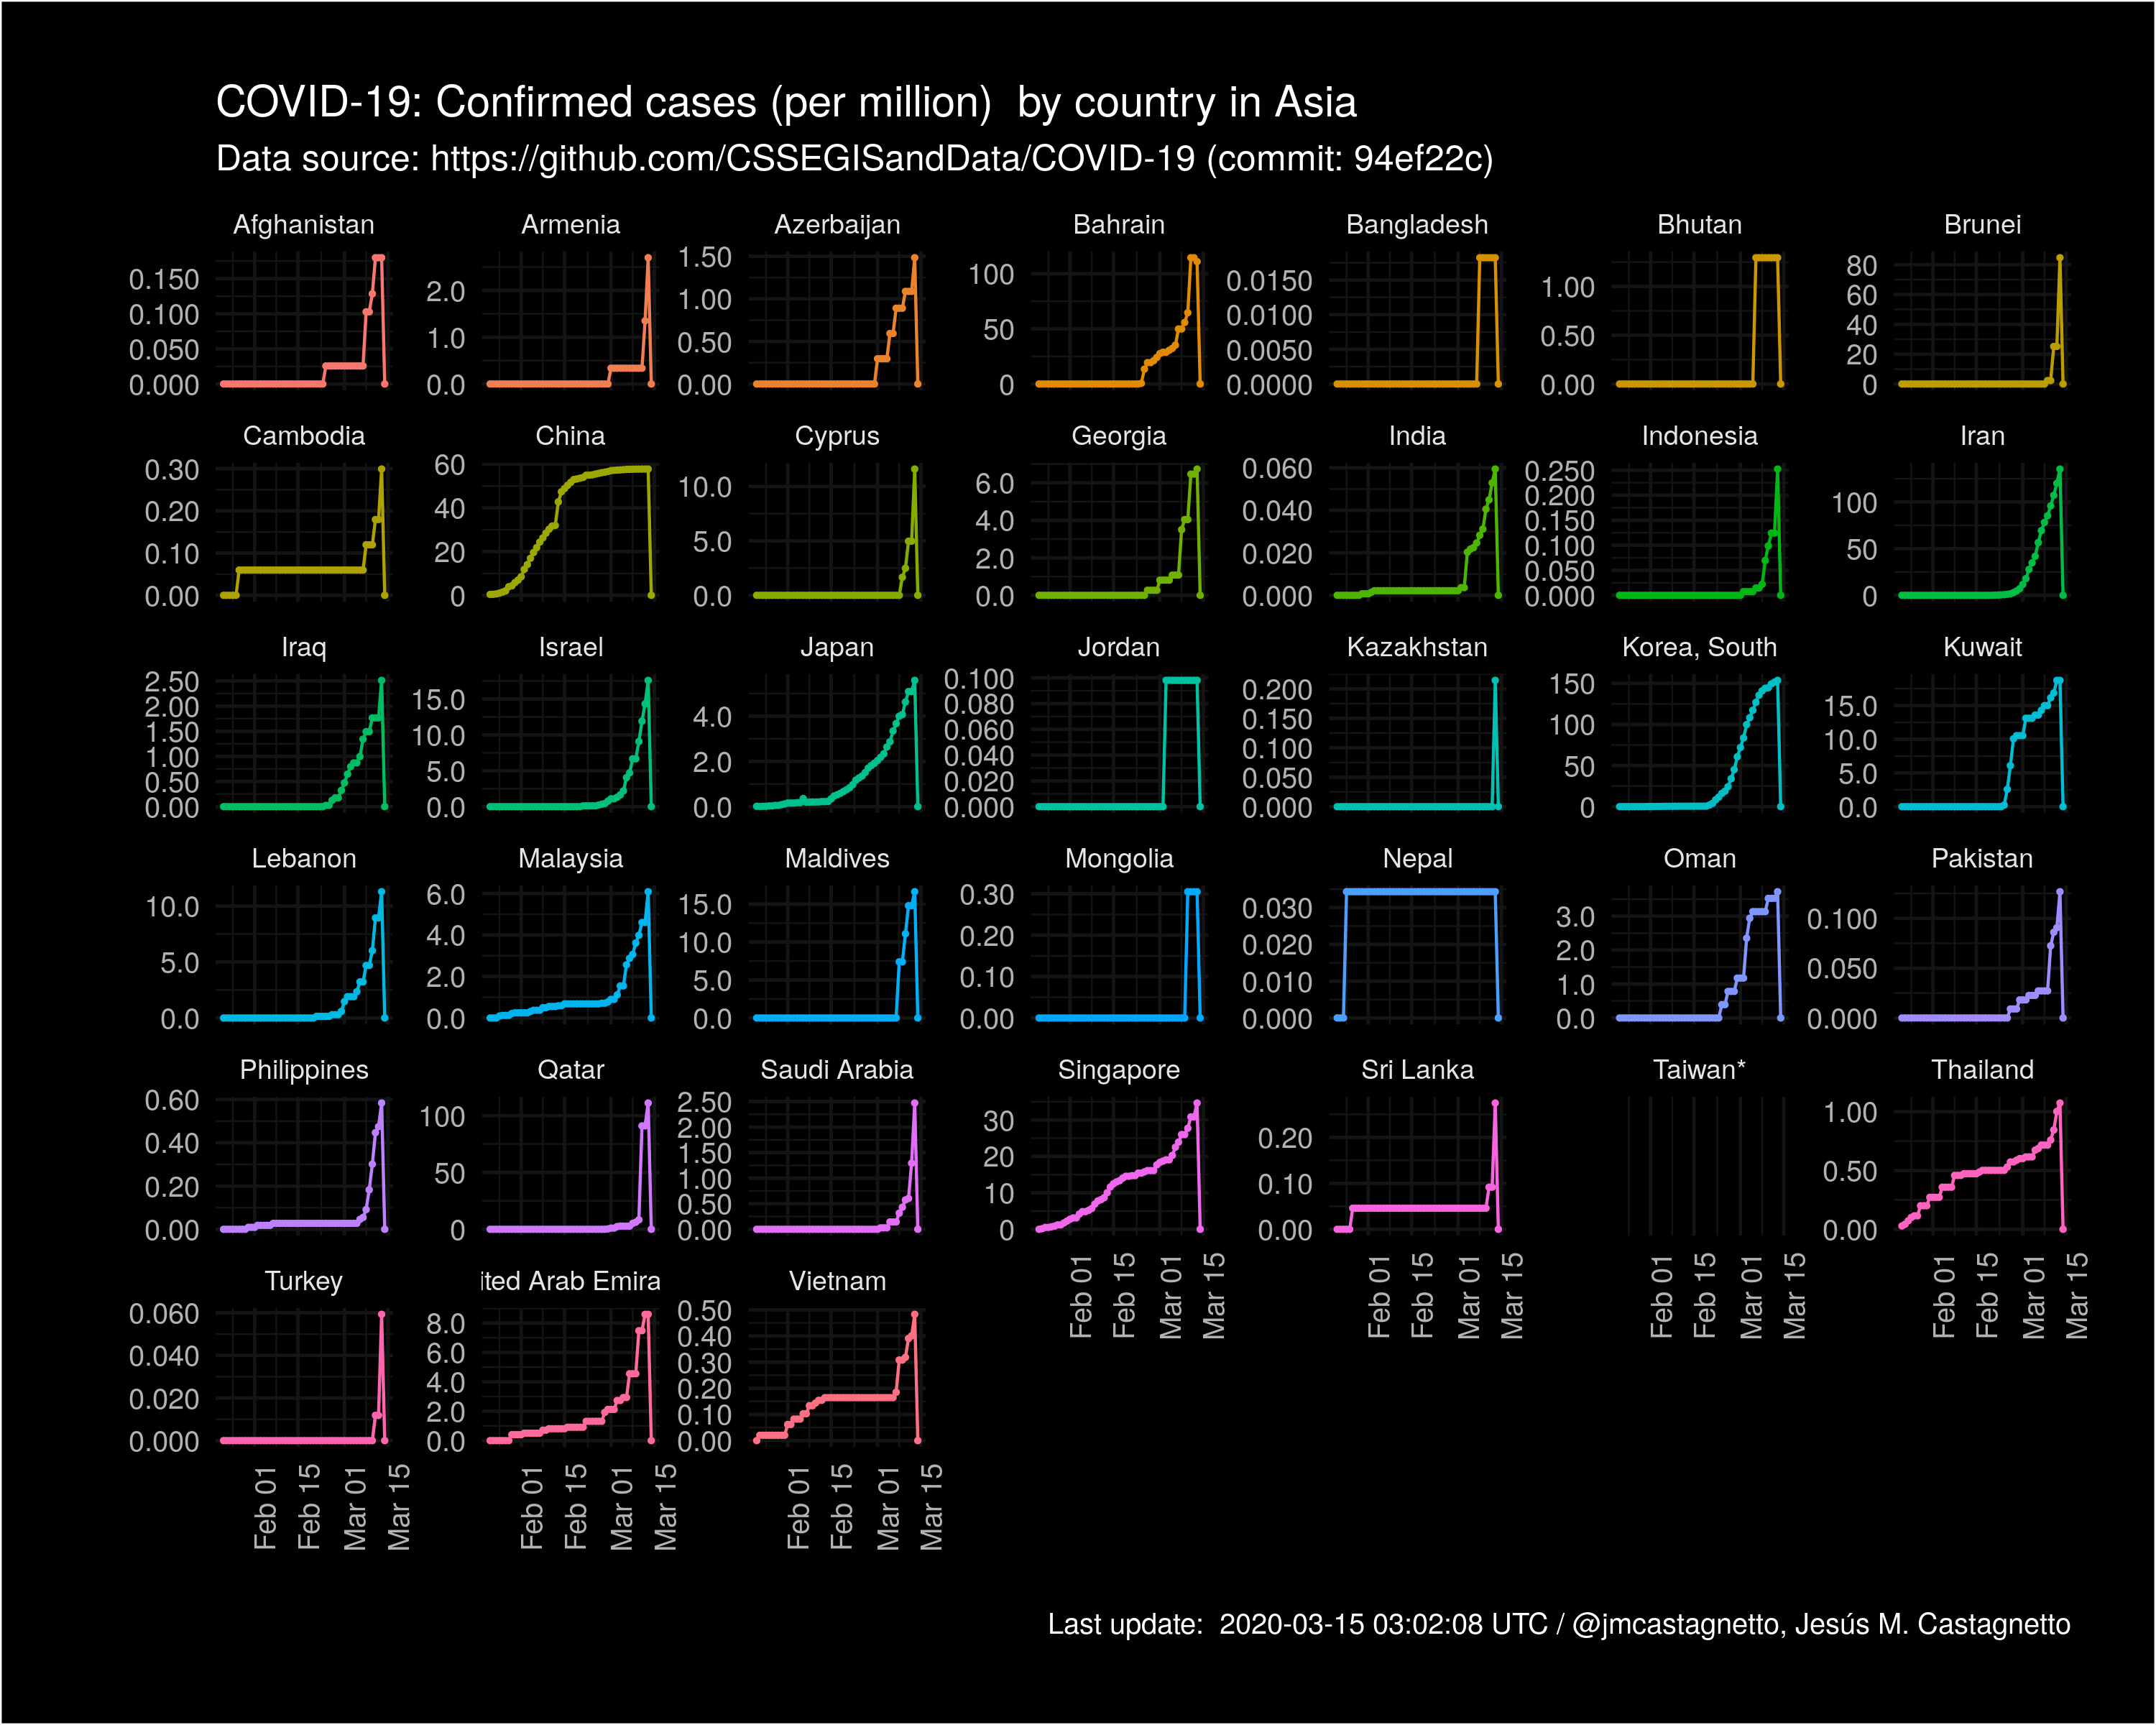 COVID-19: Confirmed cases (per million)  by country in Asia
Data source: https://github.com/CSSEGISandData/COVID-19 (commit: 94ef22c)
Afghanistan
0.150
0.100
0.050
0.000
Armenia
2.0
1.0
0.0
Azerbaijan
1.50
1.00
0.50
0.00
Bahrain
100
50
0
Bangladesh
0.0150
0.0100
0.0050
0.0000
Bhutan
1.00
0.50
0.00
Brunei
80
60
40
20
0
Cambodia
0.30
0.20
0.10
0.00
China
60
40
20
0
Cyprus
10.0
5.0
0.0
Georgia
6.0
4.0
2.0
0.0
India
0.060
0.040
0.020
0.000
Indonesia
0.250
0.200
0.150
0.100
0.050
0.000
Iran
100
50
0
Iraq
2.50
2.00
1.50
1.00
0.50
0.00
Israel
15.0
10.0
5.0
0.0
Japan
4.0
2.0
0.0
Jordan
0.100
0.080
0.060
0.040
0.020
0.000
Kazakhstan
0.200
0.150
0.100
0.050
0.000
Korea, South
150
100
50
0
Kuwait
15.0
10.0
5.0
0.0
Lebanon
10.0
5.0
0.0
Malaysia
6.0
4.0
2.0
0.0
Maldives
15.0
10.0
5.0
0.0
Mongolia
0.30
0.20
0.10
0.00
Nepal
0.030
0.020
0.010
0.000
Oman
3.0
2.0
1.0
0.0
Pakistan
0.100
0.050
0.000
Philippines
0.60
0.40
0.20
0.00
Qatar
100
50
0
Saudi Arabia
2.50
2.00
1.50
1.00
0.50
0.00
Singapore
30
20
10
0
Feb 01
Feb 15
Mar 01
Mar 15
Sri Lanka
0.20
0.10
0.00
Feb 01
Feb 15
Mar 01
Mar 15
Taiwan*
Feb 01
Feb 15
Mar 01
Mar 15
Thailand
1.00
0.50
0.00
Feb 01
Feb 15
Mar 01
Mar 15
Turkey
0.060
0.040
0.020
0.000
Feb 01
Feb 15
Mar 01
Mar 15
ited Arab Emira
8.0
6.0
4.0
2.0
0.0
Feb 01
Feb 15
Mar 01
Mar 15
Vietnam
0.50
0.40
0.30
0.20
0.10
0.00
Feb 01
Feb 15
Mar 01
Mar 15
Last update:  2020-03-15 03:02:08 UTC / @jmcastagnetto, Jesús M. Castagnetto